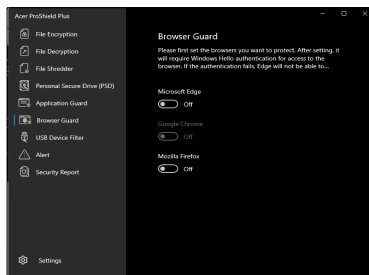 Acer ProShield Plus
File Encryption
File Decryption
File Shredder
Personal Secure Drive (PSD)
Application Guard
Browser Guard
USB Device Filter
Alert
Security Report
Settings
Browser Guard
Please first set the browsers you want to protect. After setting, it
will require Windows Hello authentication for access to the
browser. If the authentication fails, Edge will not be able to...
Microsoft Edge
Off
Google Chrome
Off
Mozilla Firefox
Off